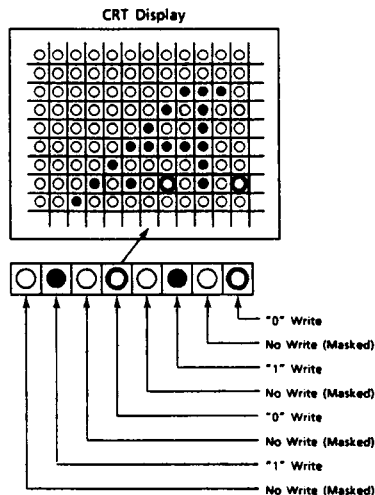 CRT Display
"0" Write
No Write (Masked)
"1" Write
No Write (Masked)
"0" Write
No Write (Masked)
"1" Write
No Write (Masked)